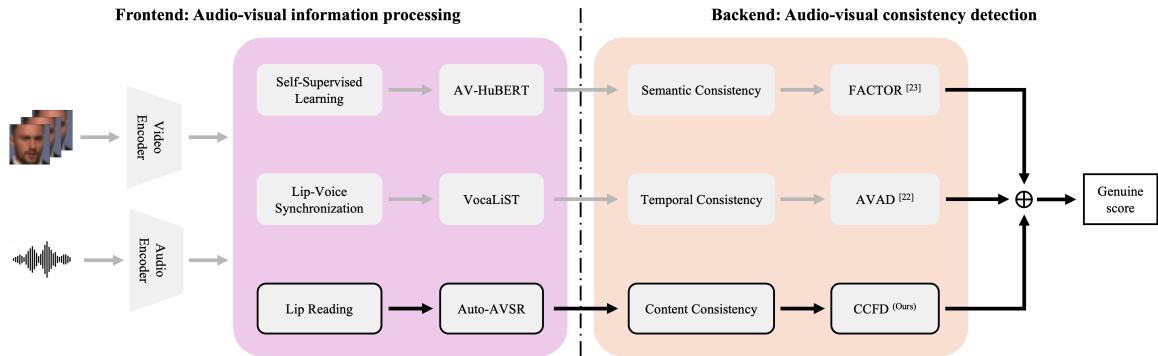 Frontend: Audio-visual information processing
Backend: Audio-visual consistency detection
Video
Encoder
Audio
Encoder
Self-Supervised
Learning
AV-HuBERT
Semantic Consistency
FACTOR [23]
Lip-Voice
Synchronization
VocaLiST
Temporal Consistency
AVAD [22]
Genuine
score
Lip Reading
Auto-AVSR
Content Consistency
CCFD (Ours)